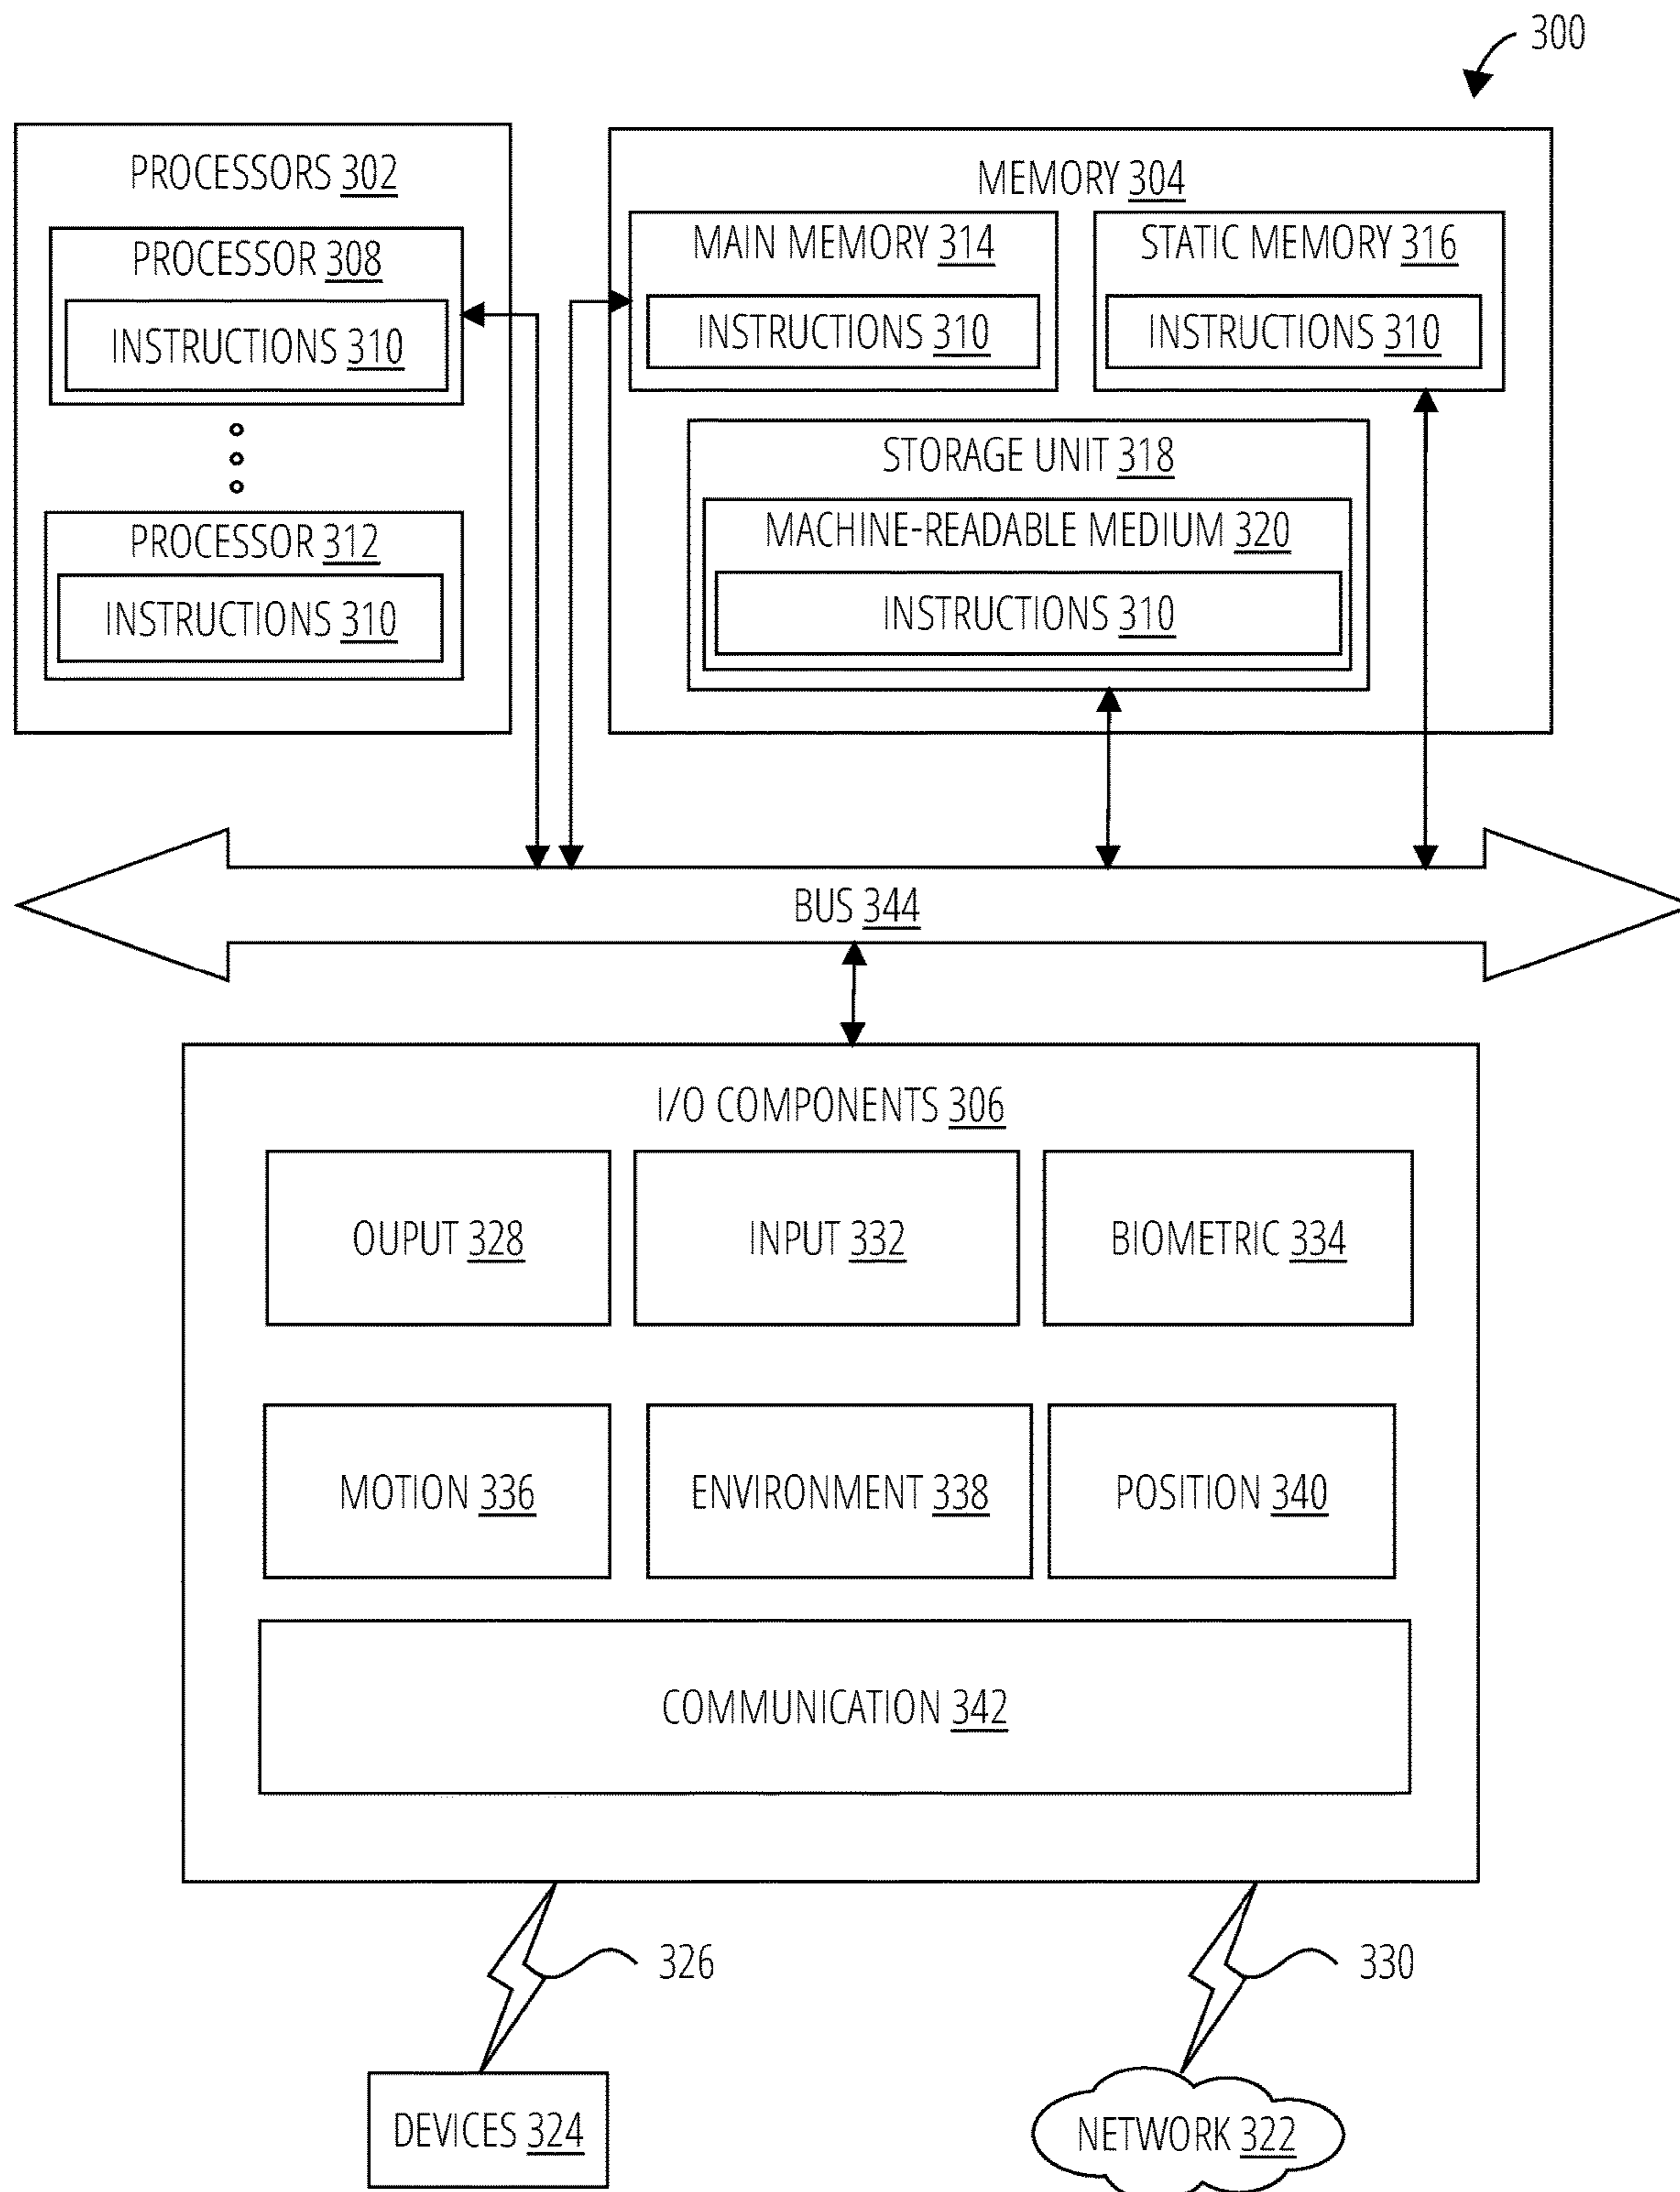 300
PROCESSORS 302
PROCESSOR 308
INSTRUCTIONS 310
PROCESSOR 312
INSTRUCTIONS 310
MEMORY 304
MAIN MEMORY 314
INSTRUCTIONS 310
STATIC MEMORY 316
INSTRUCTIONS 310
STORAGE UNIT 318
MACHINE-READABLE MEDIUM 320
INSTRUCTIONS 310
BUS 344
I/O COMPONENTS 306
OUPUT 328
INPUT 332
BIOMETRIC 334
MOTION 336
ENVIRONMENT 338
POSITION 340
COMMUNICATION 342
326
330
DEVICES 324
NETWORK 322